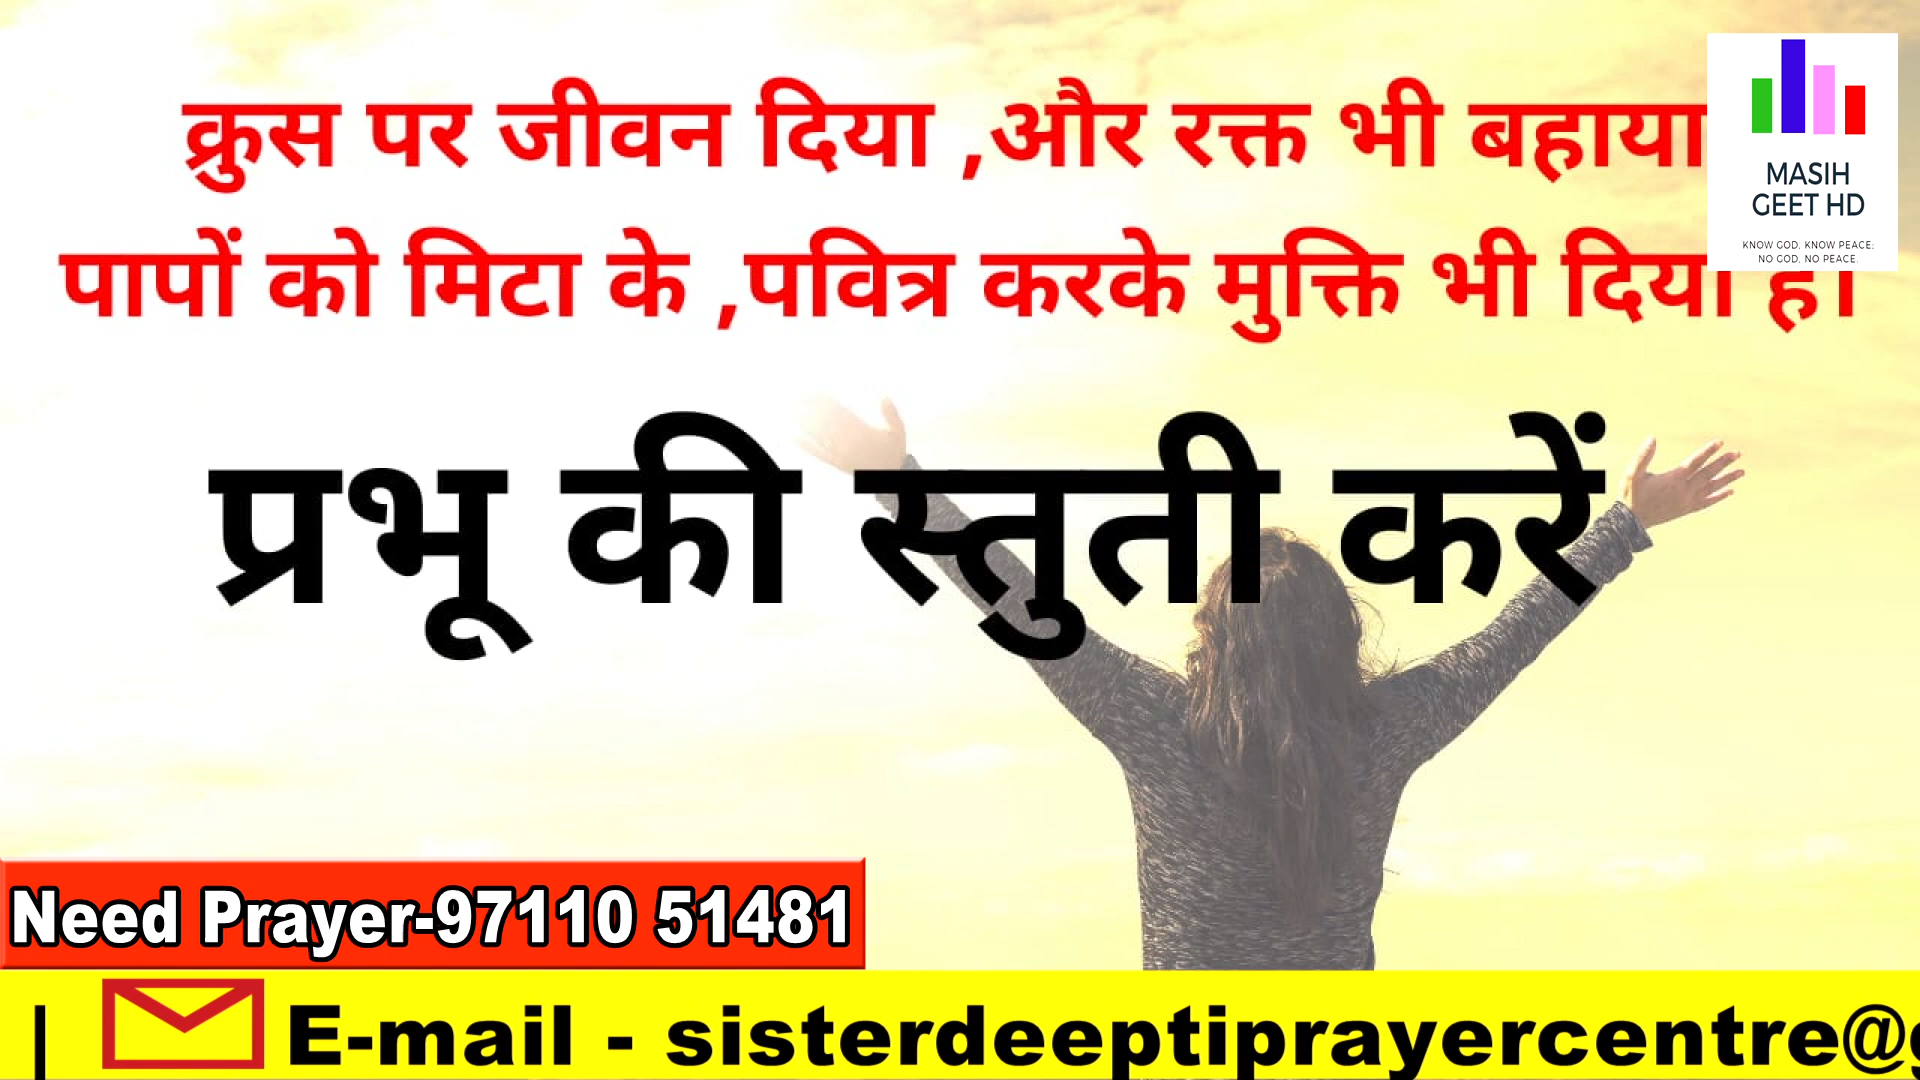 क्रुस पर जीवन दिया ,और रक्त भी बहाया
पापों को मिटा के ,पवित्र करके मुक्ति भी दिया है।
प्रभू की स्तुती करें
MASIH
GEET HD
KNOW GOD, KNOW PEACE;
NO GOD, NO PEACE.
Need Prayer-97110 51481
| E-mail - sisterdeeptiprayercentre@g